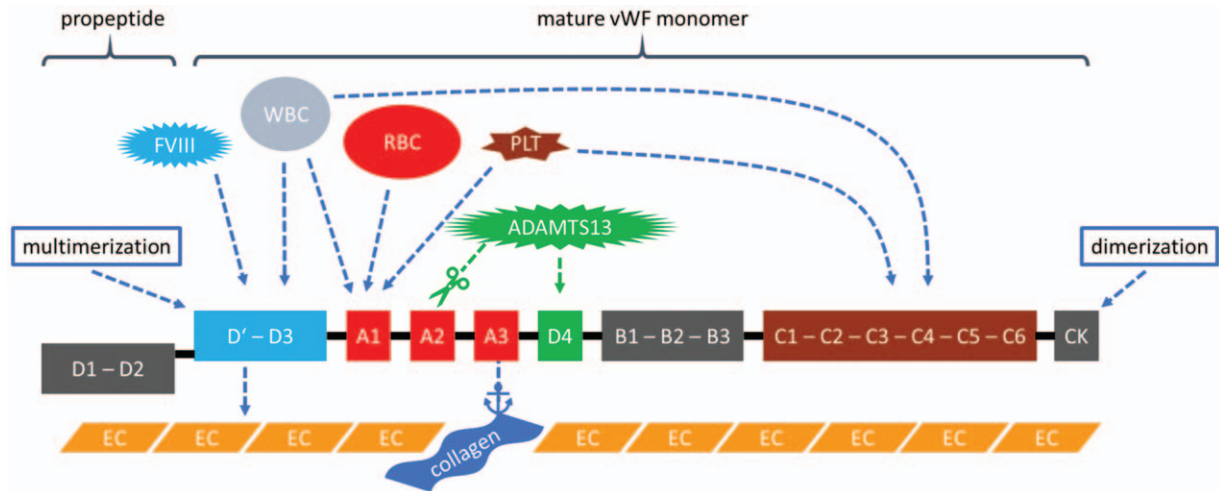 propeptide
mature vWF monomer
WBC
FVIII
RBC
PLT
ADAMTS13
multimerization
dimerization
D‘ – D3
A1
A2
A3
D4
B1 – B2 – B3
C1 – C2 – C3 – C4 – C5 – C6
CK
D1 – D2
EC
EC
EC
EC
collagen
EC
EC
EC
EC
EC
EC